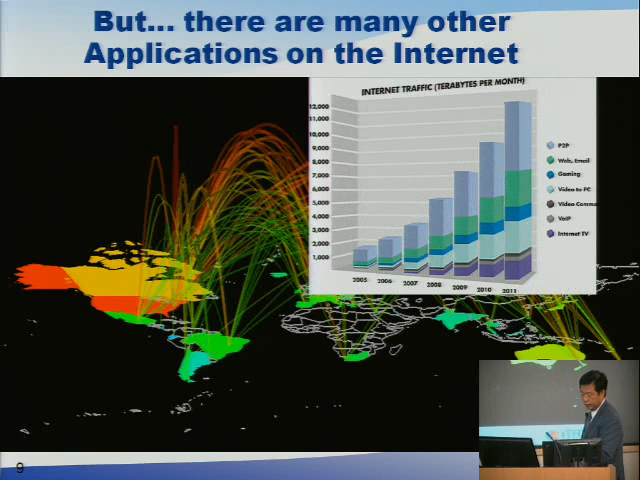 But... there are many other
Applications on the Internet
INTERNET TRAFFIC (TERABYTES PER MONTH)
12,000
11,000
10,000
9,000
8,000
7,000
6,000
5,000
4,000
3,000
2,000
1,000
2005 2006 2007 2008 2009 2010 2011
P2P
Web, Email
Gaming
Video to PC
Video Commu
VoIP
Internet TV
9